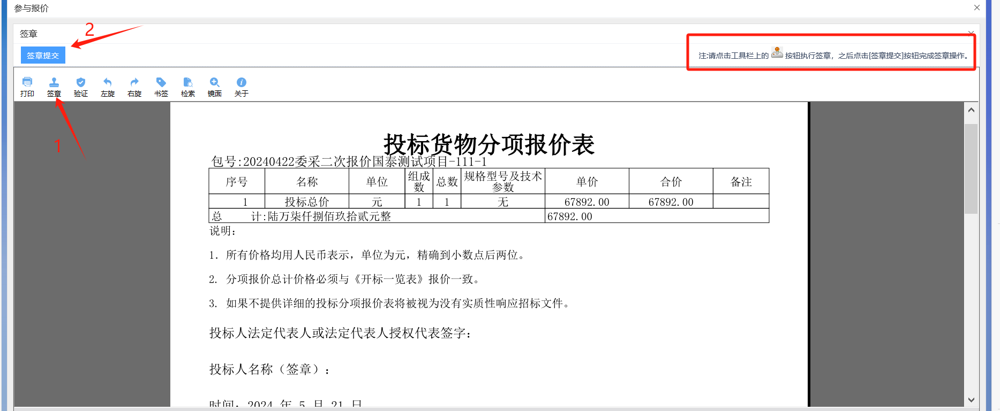 参与报价
签章
2
签章提交
注:请点击工具栏上的 按钮执行签章，之后点击[签章提交]按钮完成签章操作。
打印 签章 验证 左旋 右旋 书签 检索 镜面 关于
1
投标货物分项报价表
包号:20240422委采二次报价国泰测试项目-111-1
序号 名称 单位 组成数 总数 规格型号及技术参数 单价 合价 备注
1 投标总价 元 1 1 无 67892.00 67892.00
总 计:陆万柒仟捌佰玖拾贰元整 67892.00
说明：
1. 所有价格均用人民币表示，单位为元，精确到小数点后两位。
2. 分项报价总计价格必须与《开标一览表》报价一致。
3. 如果不提供详细的投标分项报价表将被视为没有实质性响应招标文件。
投标人法定代表人或法定代表人授权代表签字：
投标人名称（签章）：
时间：2024 年 5 月 21 日